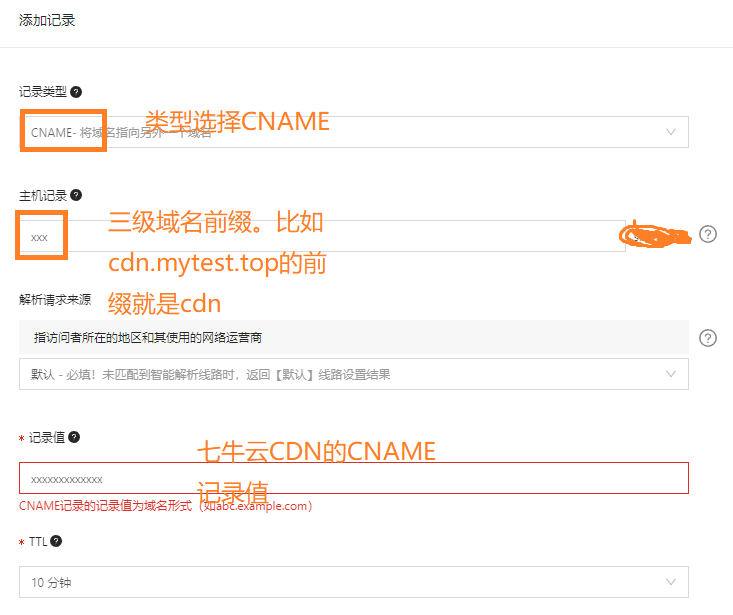 添加记录
记录类型
类型选择CNAME
CNAME- 将域名指向另外一个域名
主机记录
三级域名前缀。比如
xxx
cdn.mytest.top的前
缀就是cdn
解析请求来源
指访问者所在的地区和其使用的网络运营商
默认 - 必填！未匹配到智能解析线路时，返回【默认】线路设置结果
* 记录值
七牛云CDN的CNAME
xxxxxxxxxxxxx
记录值
CNAME记录的记录值为域名形式（如abc.example.com）
* TTL
10 分钟